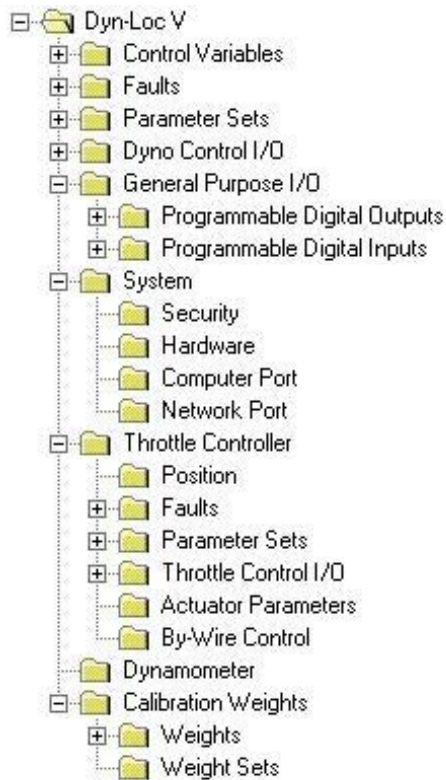 Dyn-Loc V
Control Variables
Faults
Parameter Sets
Dyno Control I/O
General Purpose I/O
Programmable Digital Outputs
Programmable Digital Inputs
System
Security
Hardware
Computer Port
Network Port
Throttle Controller
Position
Faults
Parameter Sets
Throttle Control I/O
Actuator Parameters
By-Wire Control
Dynamometer
Calibration Weights
Weights
Weight Sets